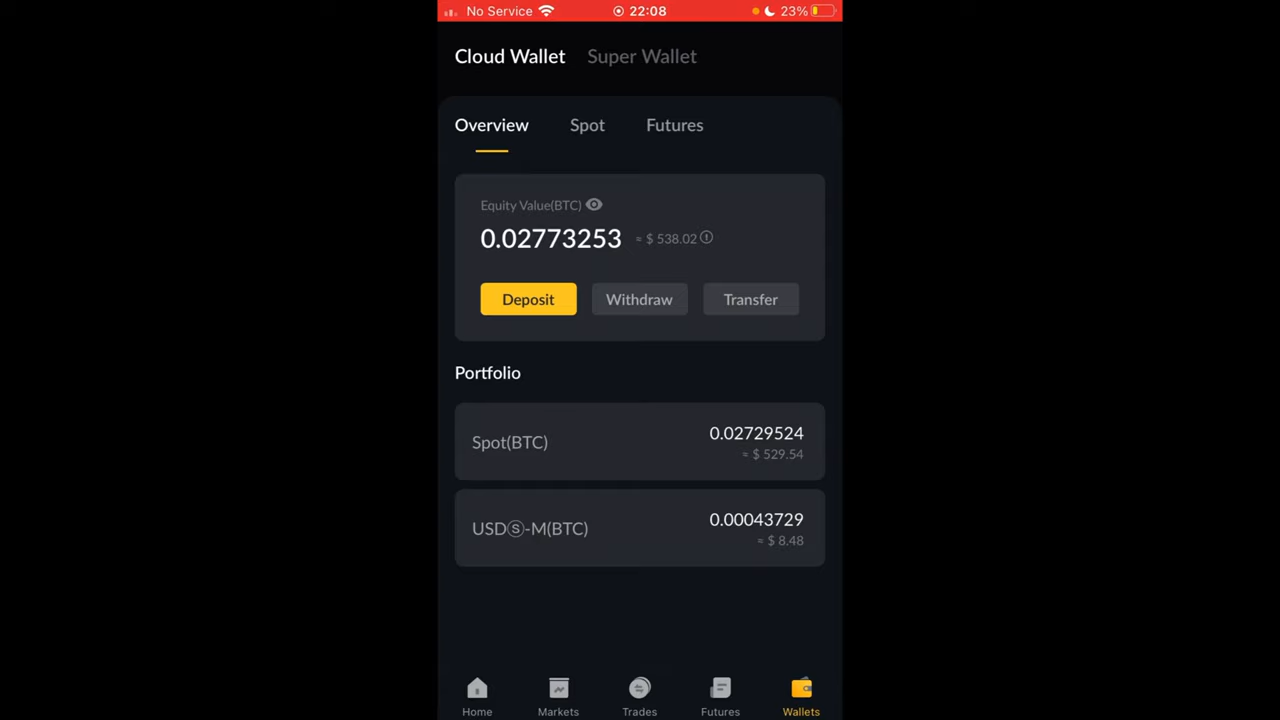 No Service 22:08 23%
Cloud Wallet Super Wallet
Overview Spot Futures
Equity Value(BTC)
0.02773253 ≈ $ 538.02
Deposit Withdraw Transfer
Portfolio
Spot(BTC) 0.02729524
≈ $ 529.54
USDⓈ-M(BTC) 0.00043729
≈ $ 8.48
Home Markets Trades Futures Wallets